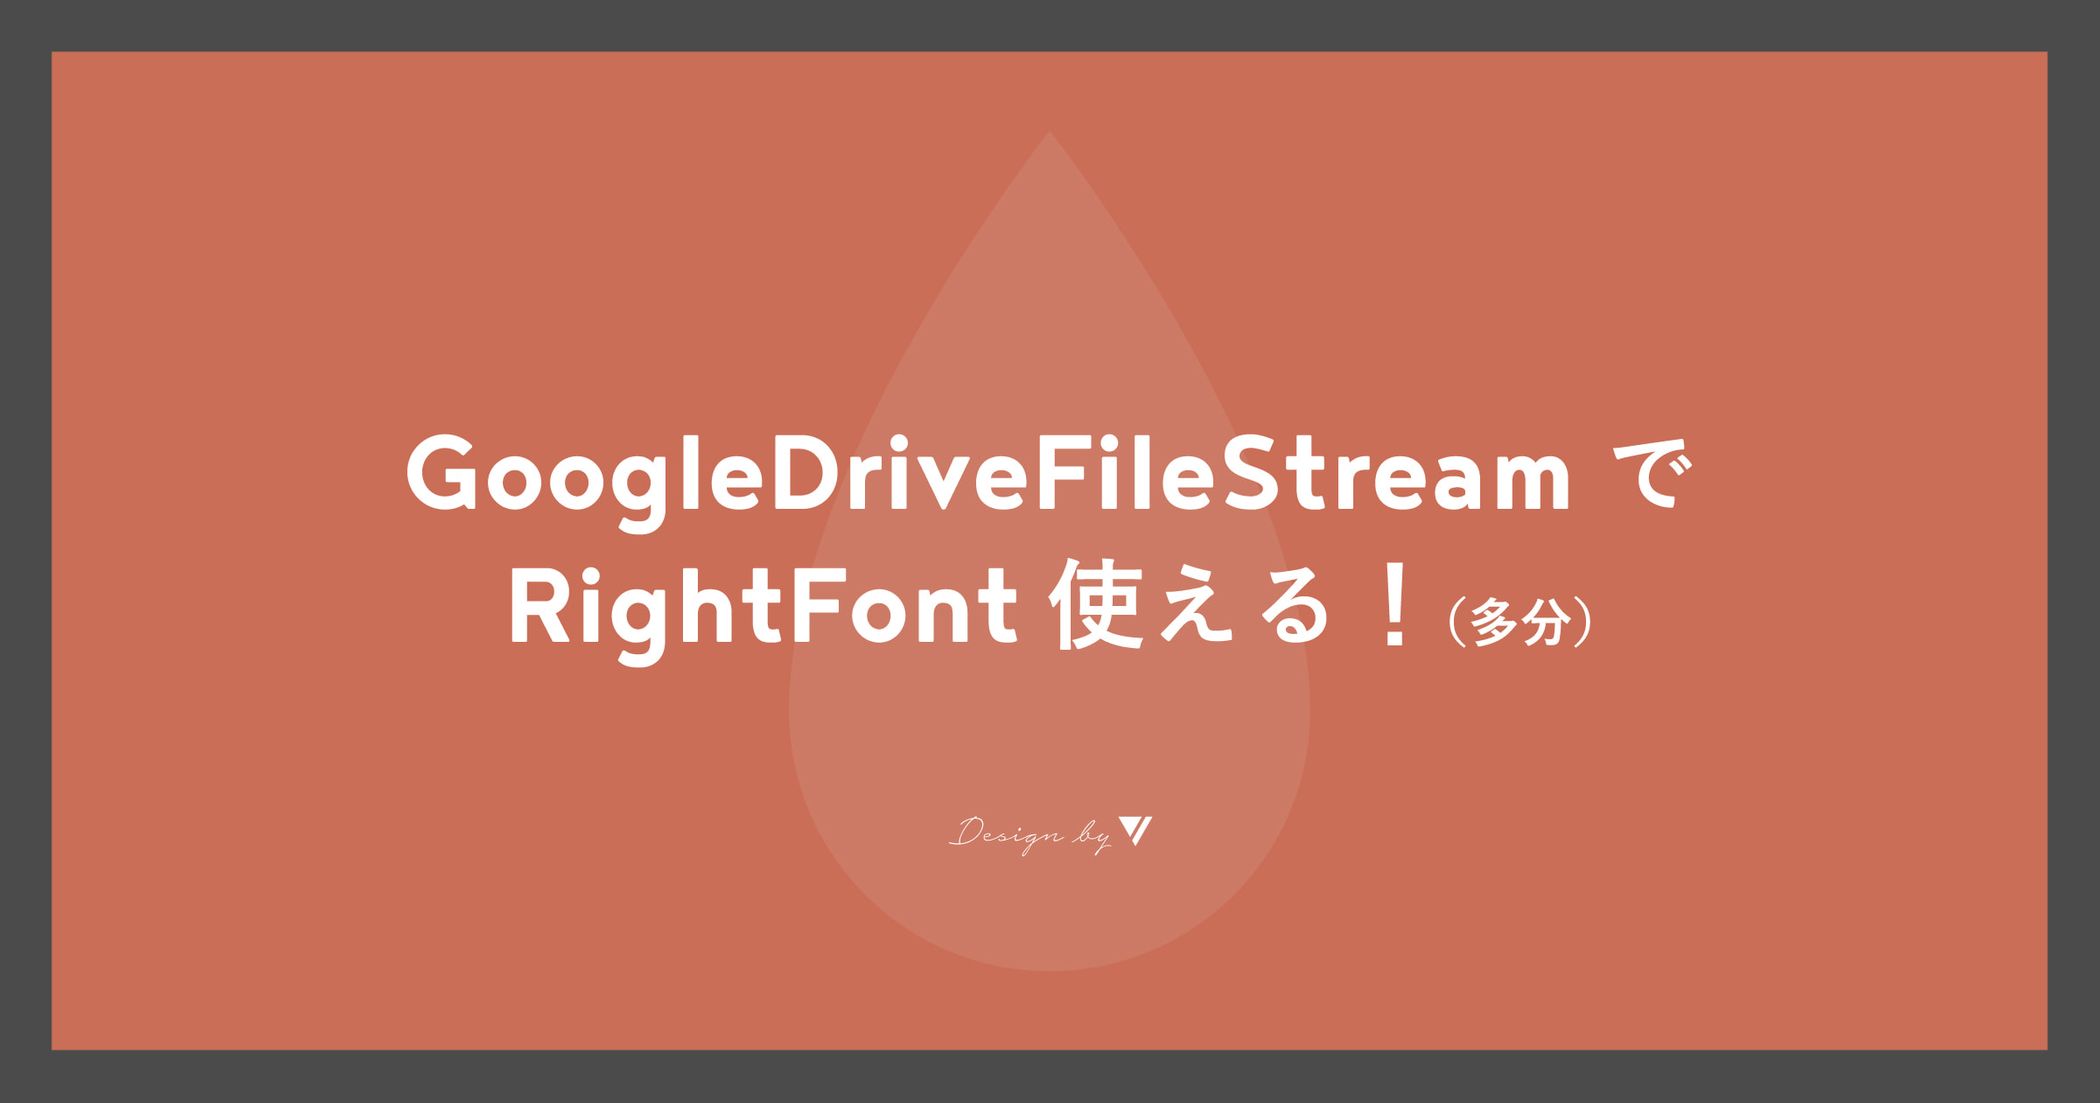 GoogleDriveFileStream で
RightFont 使える！（多分）
Design by